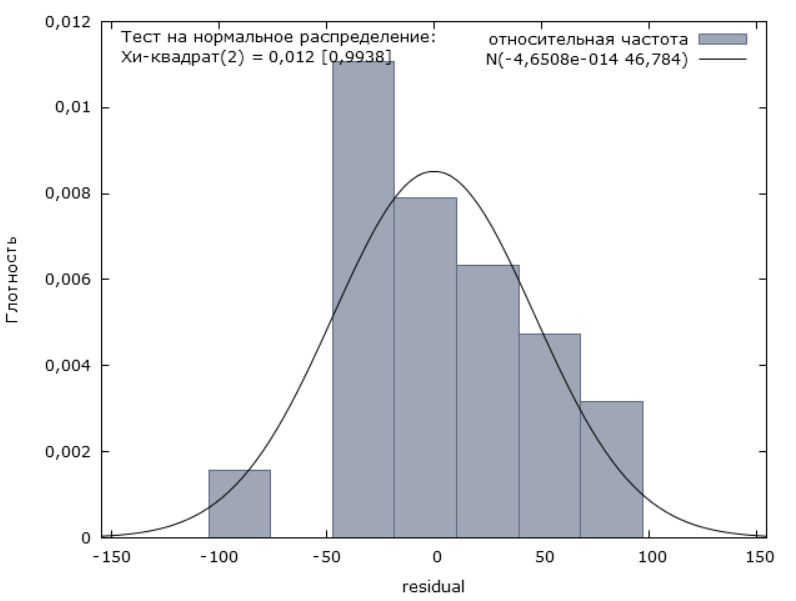 0,012
Тест на нормальное распределение:
Хи-квадрат(2) = 0,012 [0,9938]
относительная частота
N(-4,6508e-014 46,784)
0,01
0,008
0,006
0,004
0,002
0
Глотность
-150
-100
-50
0
50
100
150
residual